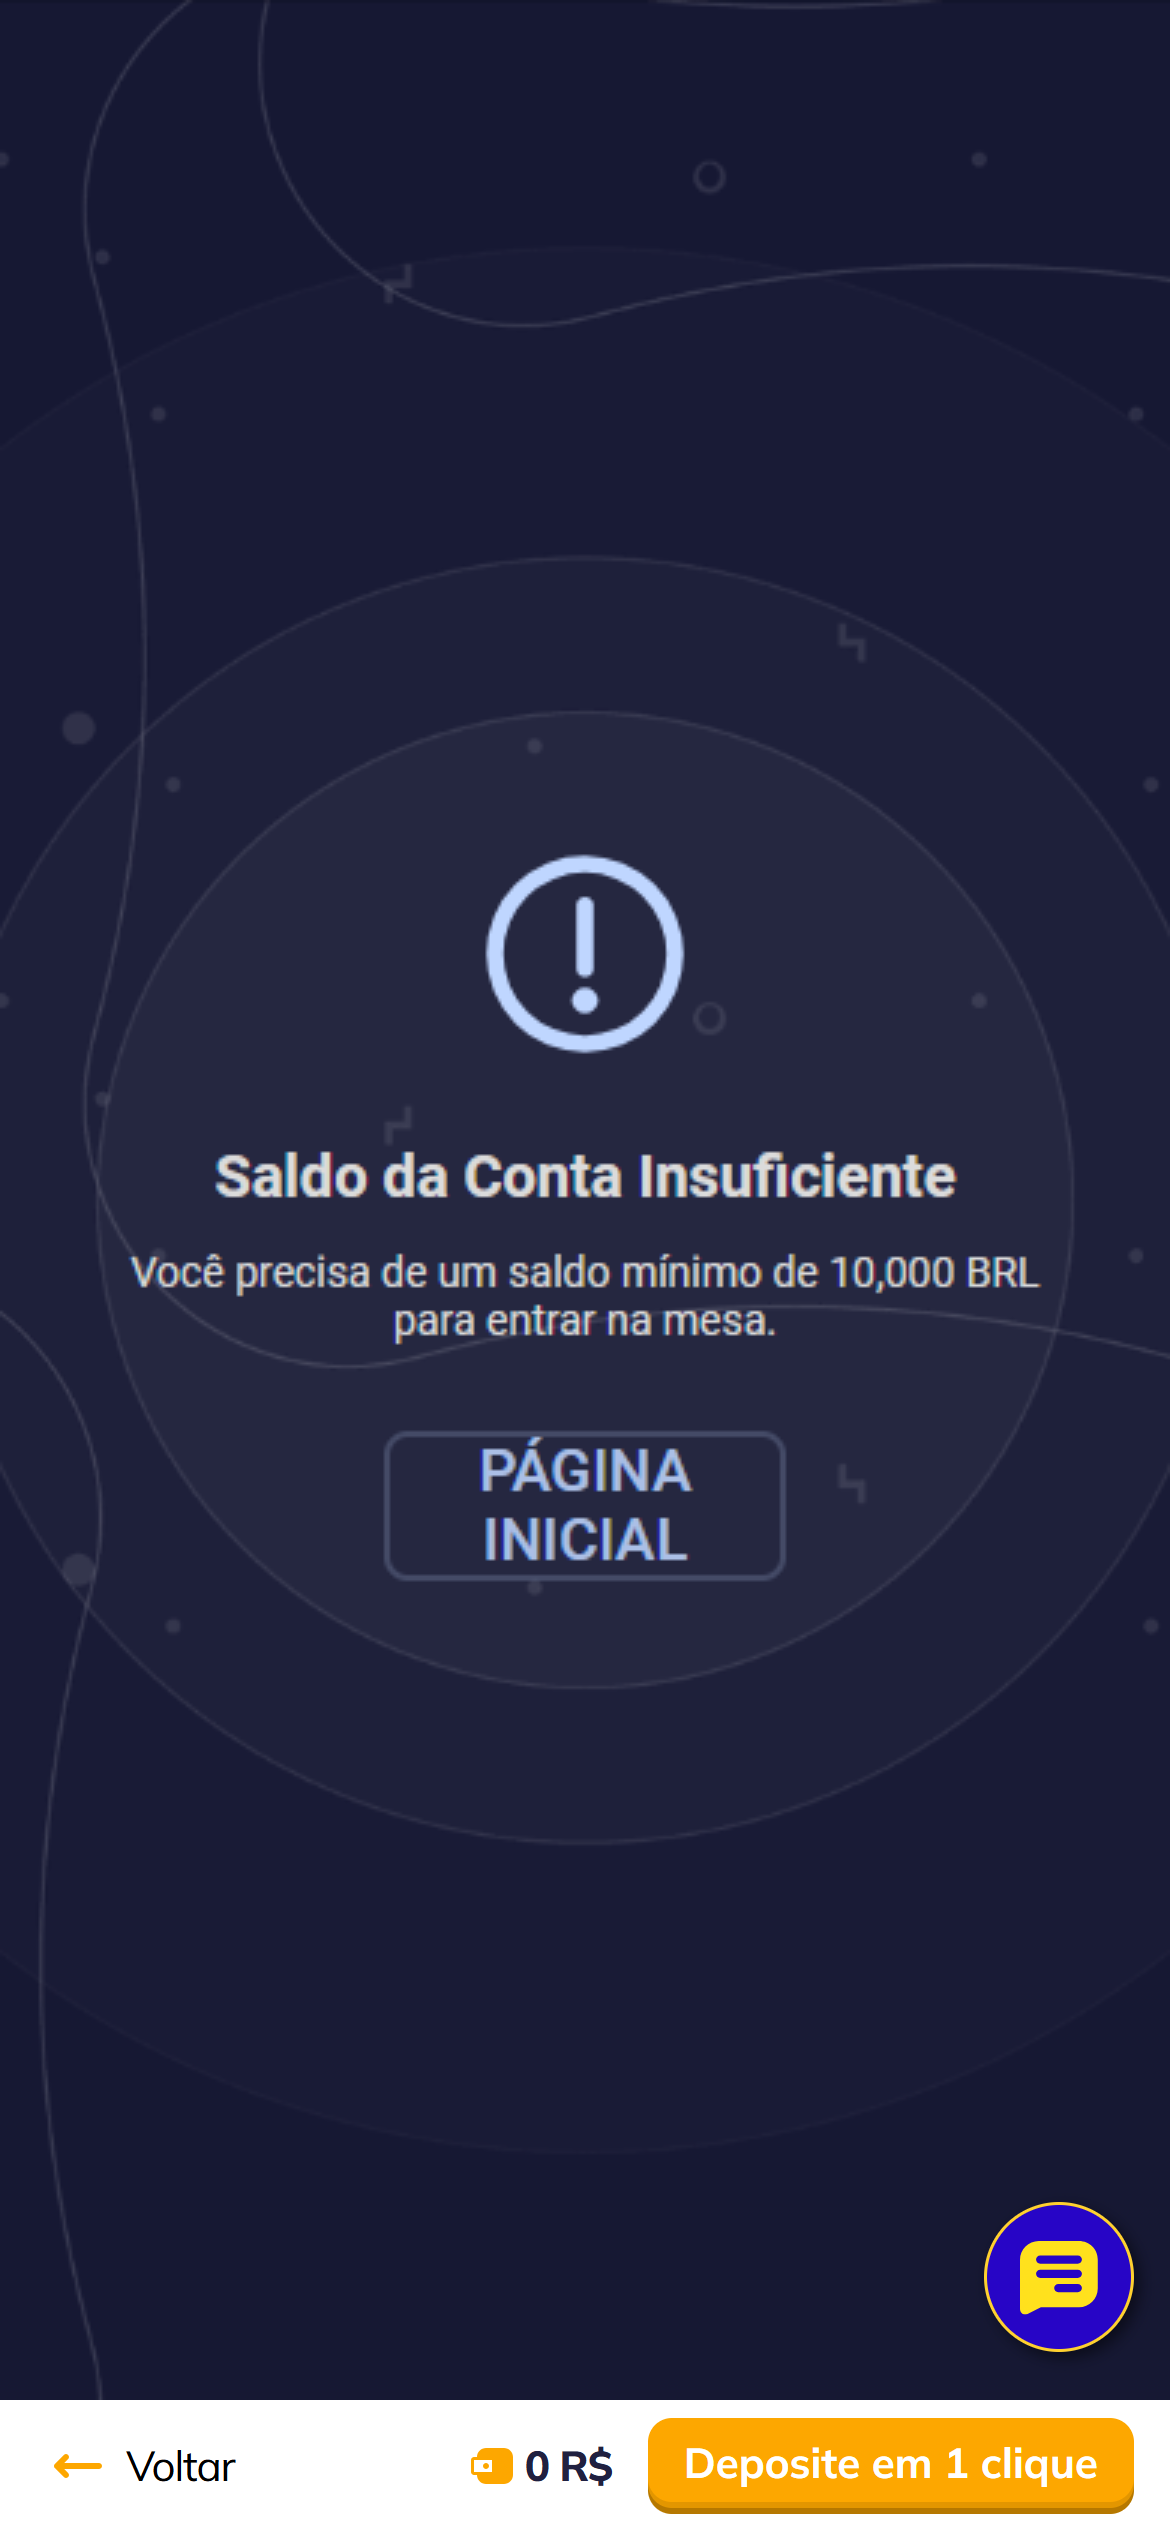 Saldo da Conta Insuficiente
Você precisa de um saldo mínimo de 10,000 BRL
para entrar na mesa.
PÁGINA
INICIAL
Voltar
0 R$
Deposite em 1 clique